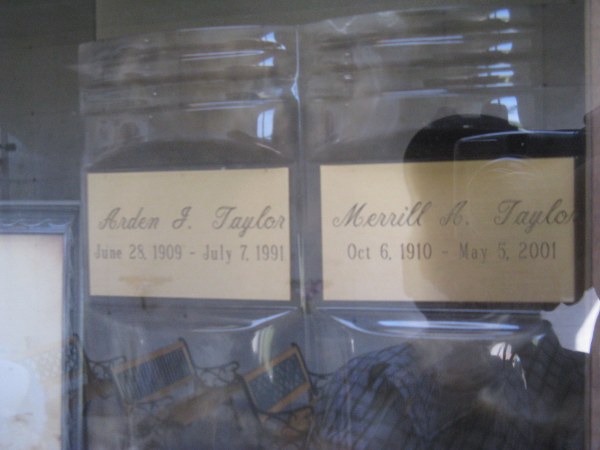 Arden J. Taylor
June 28, 1909 - July 7, 1991
Merrill A. Taylor
Oct 6, 1910 - May 5, 2001